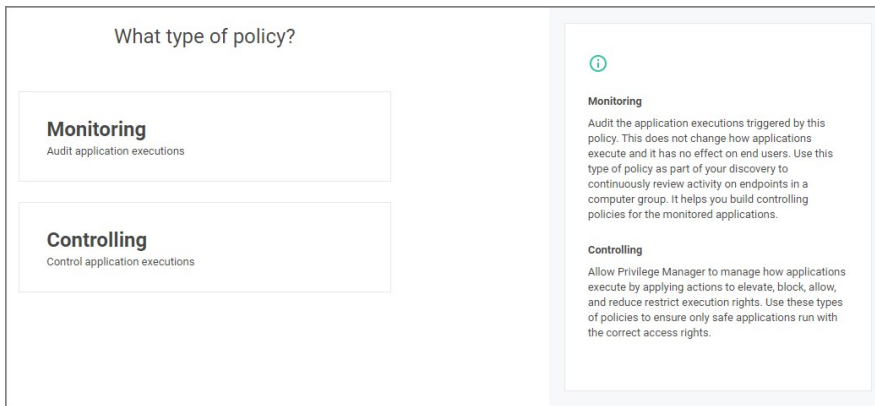 What type of policy?
Monitoring
Audit application executions
Controlling
Control application executions
Monitoring
Audit the application executions triggered by this
policy. This does not change how applications
execute and it has no effect on end users. Use this
type of policy as part of your discovery to
continuously review activity on endpoints in a
computer group. It helps you build controlling
policies for the monitored applications.
Controlling
Allow Privilege Manager to manage how applications
execute by applying actions to elevate, block, allow,
and reduce restrict execution rights. Use these types
of policies to ensure only safe applications run with
the correct access rights.